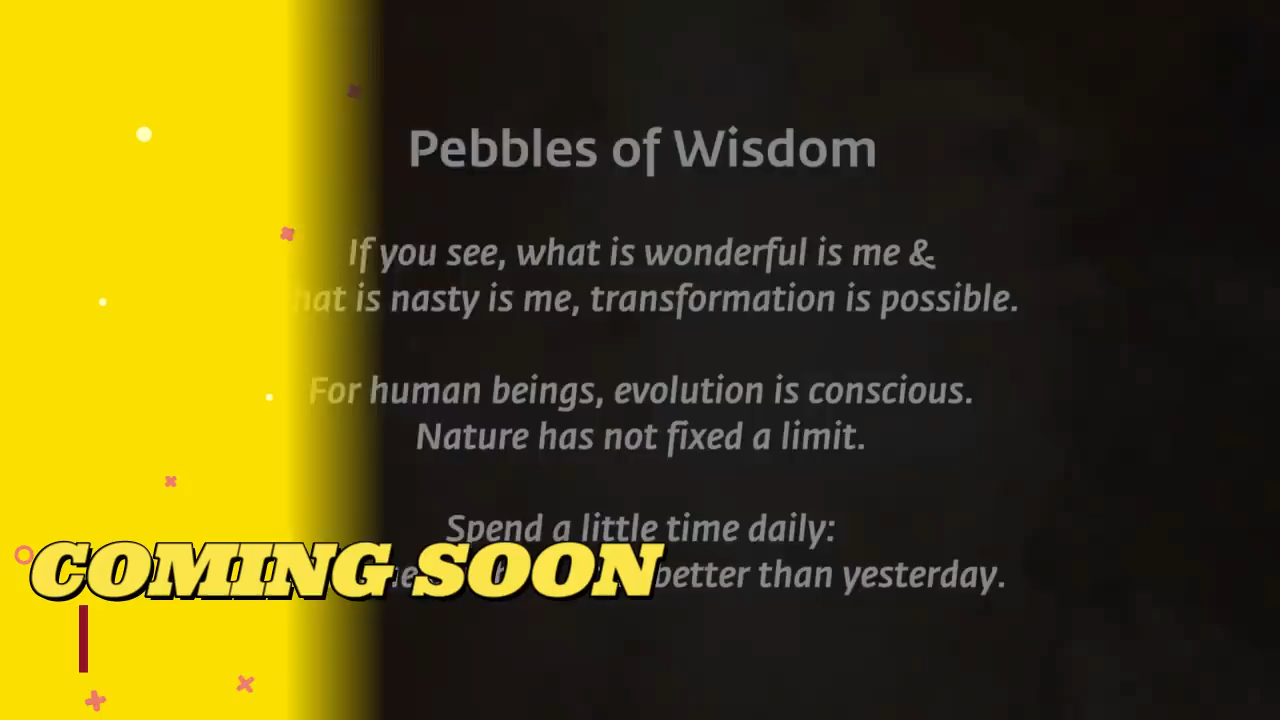 Pebbles of Wisdom
If you see, what is wonderful is me &
hat is nasty is me, transformation is possible.
For human beings, evolution is conscious.
Nature has not fixed a limit.
Spend a little time daily:
better than yesterday.
COMING SOON